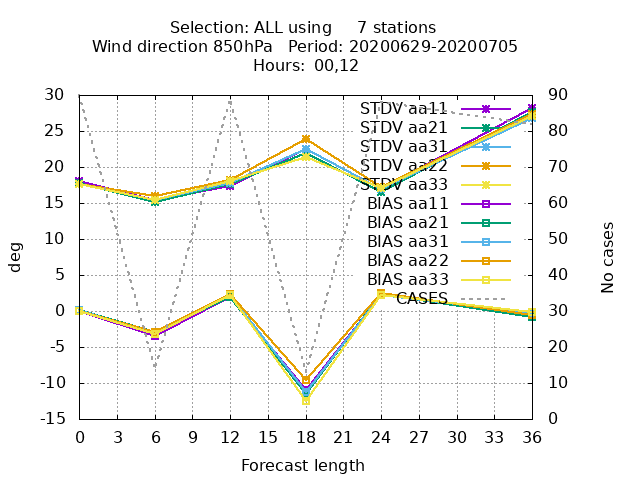 Selection: ALL using     7 stations
Wind direction 850hPa   Period: 20200629-20200705
Hours:  00,12
30
25
20
15
10
5
0
-5
-10
-15
deg
90
80
70
60
50
40
30
20
10
0
No cases
STDV aa11
STDV aa21
STDV aa31
STDV aa22
STDV aa33
BIAS aa11
BIAS aa21
BIAS aa31
BIAS aa22
BIAS aa33
CASES
0 3 6 9 12 15 18 21 24 27 30 33 36
Forecast length